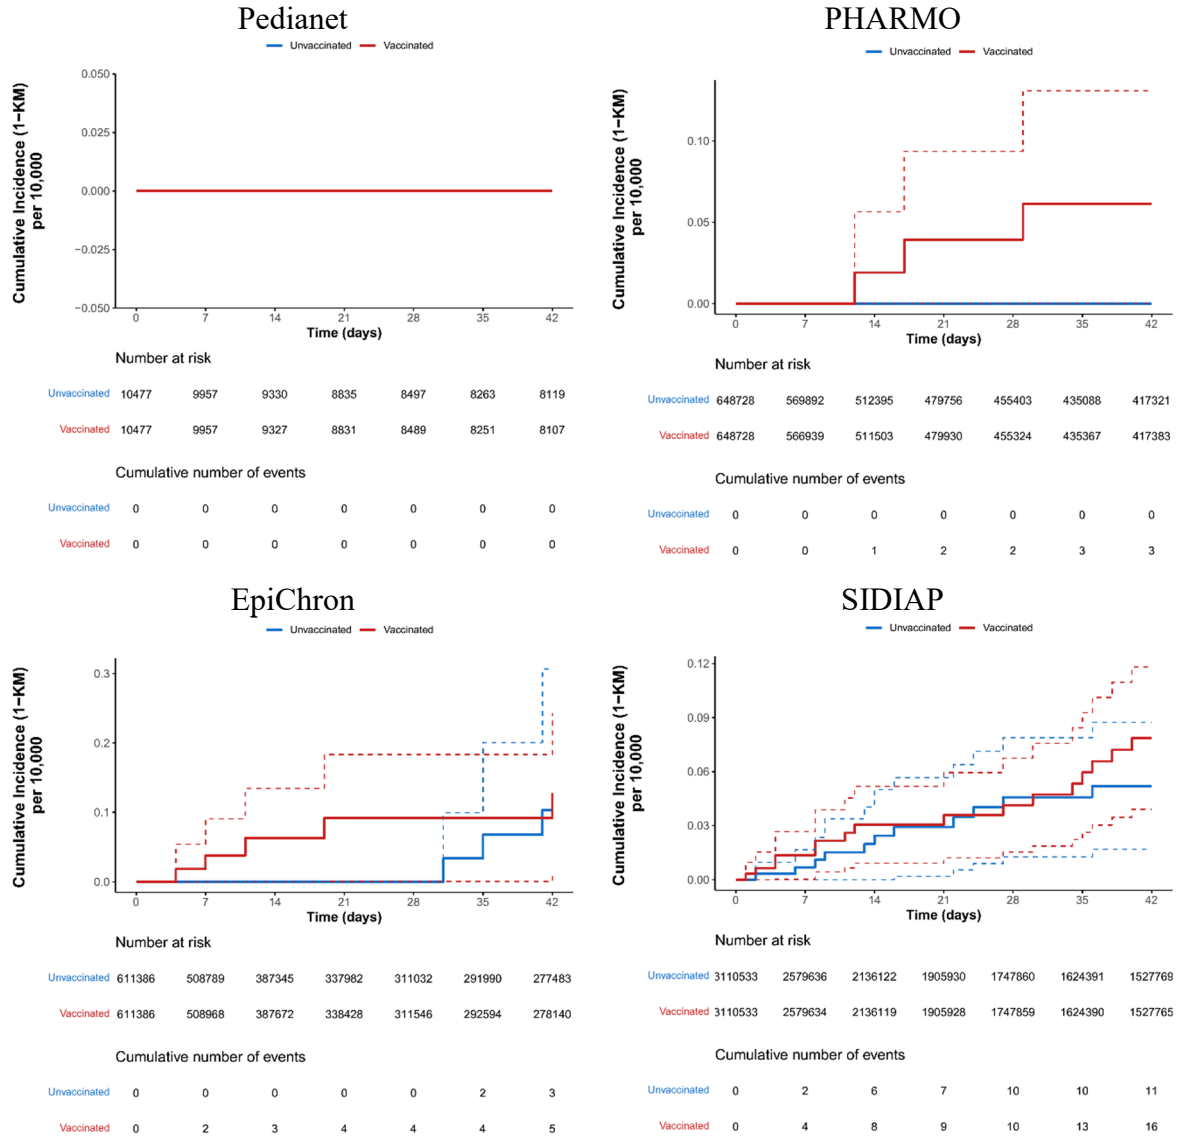 Pedianet
Unvaccinated Vaccinated
Cumulative Incidence (1−KM)
per 10,000
0.050
0.025
0.000
−0.025
−0.050
0 7 14 21 28 35 42
Time (days)
Number at risk
Unvaccinated 10477 9957 9330 8835 8497 8263 8119
Vaccinated 10477 9957 9327 8831 8489 8251 8107
Cumulative number of events
Unvaccinated 0 0 0 0 0 0 0
Vaccinated 0 0 0 0 0 0 0
PHARMO
Unvaccinated Vaccinated
Cumulative Incidence (1−KM)
per 10,000
0.10
0.05
0.00
0 7 14 21 28 35 42
Time (days)
Number at risk
Unvaccinated 648728 569892 512395 479756 455403 435088 417321
Vaccinated 648728 566939 511503 479930 455324 435367 417383
Cumulative number of events
Unvaccinated 0 0 0 0 0 0 0
Vaccinated 0 0 1 2 2 3 3
EpiChron
Unvaccinated Vaccinated
Cumulative Incidence (1−KM)
per 10,000
0.3
0.2
0.1
0.0
0 7 14 21 28 35 42
Time (days)
Number at risk
Unvaccinated 611386 508789 387345 337982 311032 291990 277483
Vaccinated 611386 508968 387672 338428 311546 292594 278140
Cumulative number of events
Unvaccinated 0 0 0 0 0 2 3
Vaccinated 0 2 3 4 4 4 5
SIDIAP
Unvaccinated Vaccinated
Cumulative Incidence (1−KM)
per 10,000
0.12
0.09
0.06
0.03
0.00
0 7 14 21 28 35 42
Time (days)
Number at risk
Unvaccinated 3110533 2579636 2136122 1905930 1747860 1624391 1527769
Vaccinated 3110533 2579634 2136119 1905928 1747859 1624390 1527765
Cumulative number of events
Unvaccinated 0 2 6 7 10 10 11
Vaccinated 0 4 8 9 10 13 16